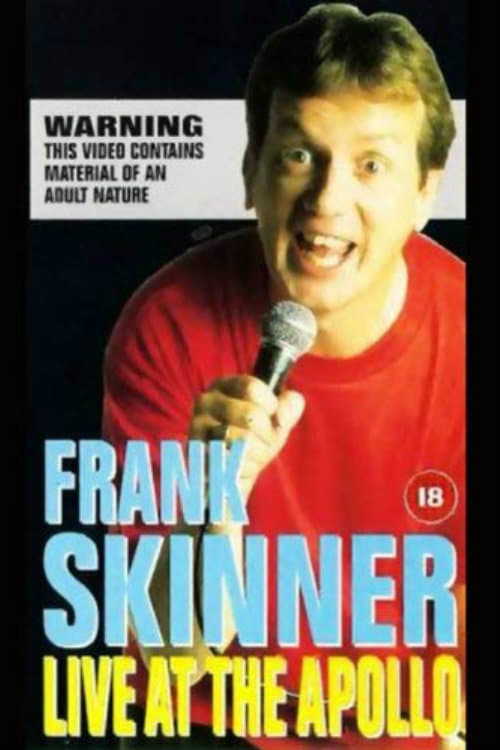 WARNING
THIS VIDEO CONTAINS
MATERIAL OF AN
ADULT NATURE
18
FRANK
SKINNER
LIVE AT THE APOLLO